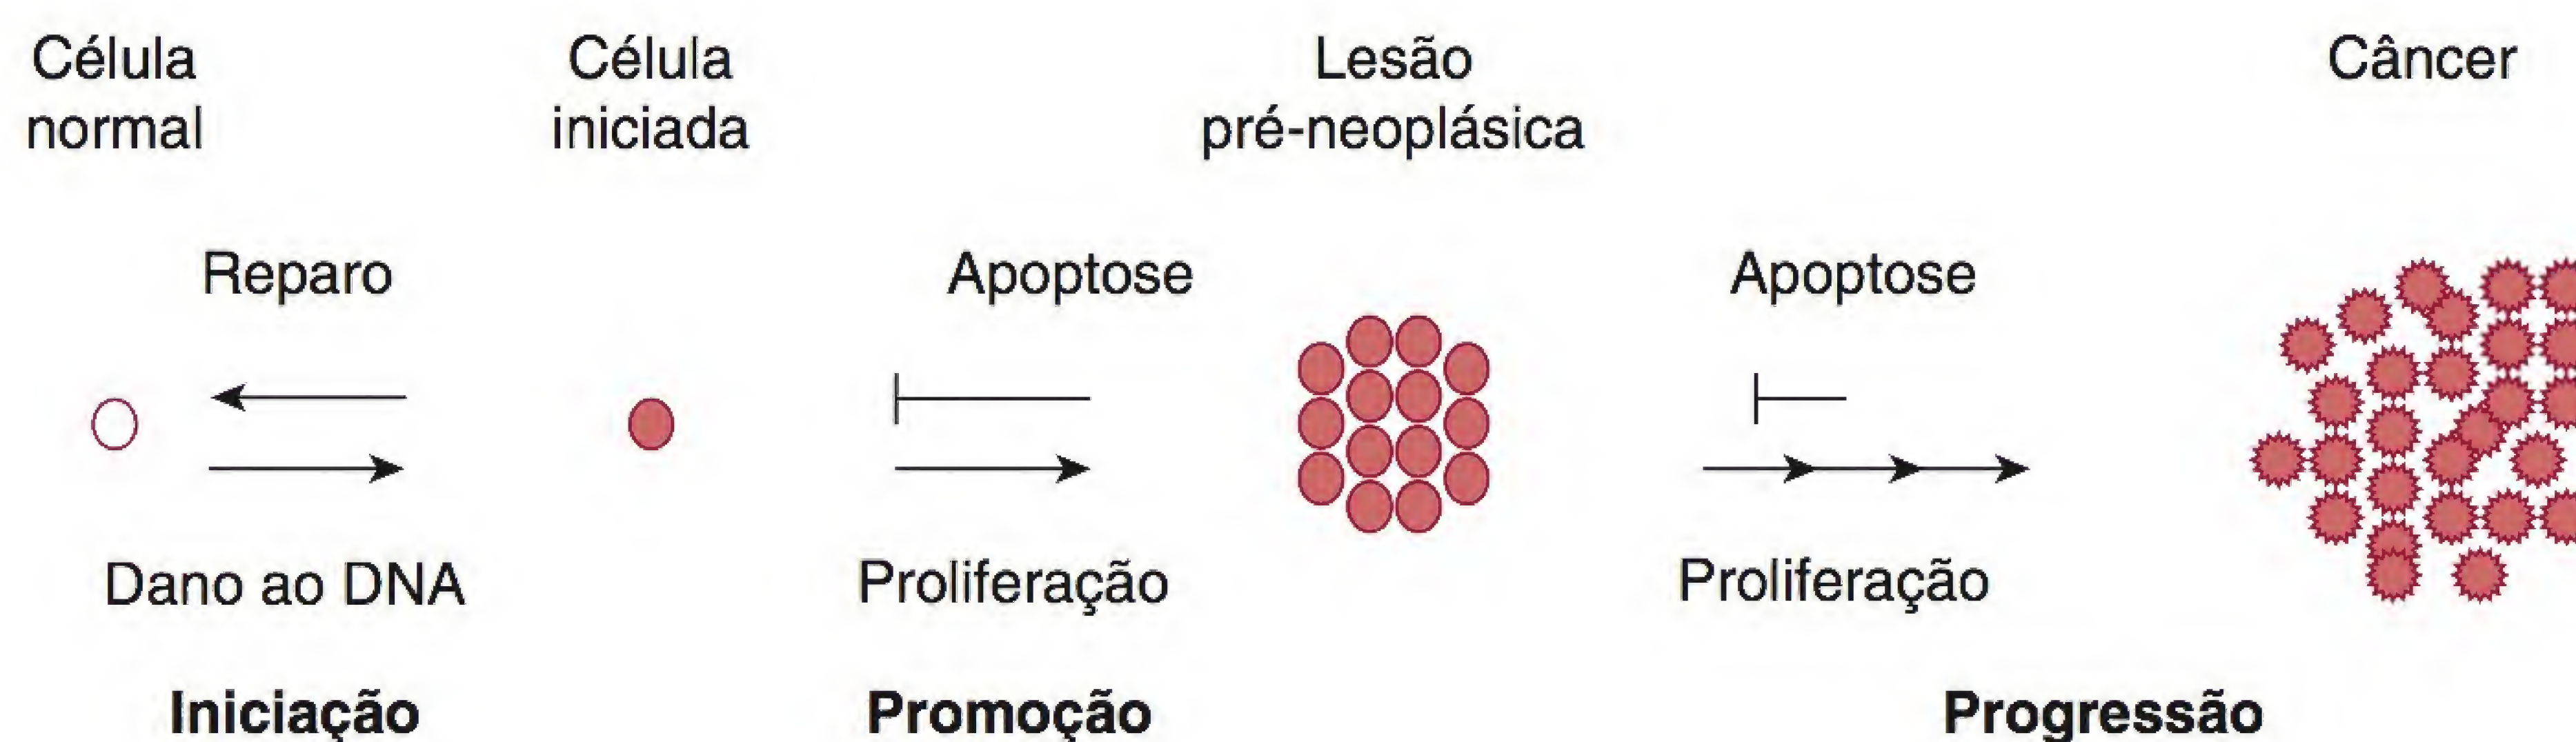 Célula
normal
Célula
iniciada
Lesão
pré-neoplásica
Câncer
Reparo
Apoptose
Apoptose
Dano ao DNA
Proliferação
Proliferação
Iniciação
Promoção
Progressão